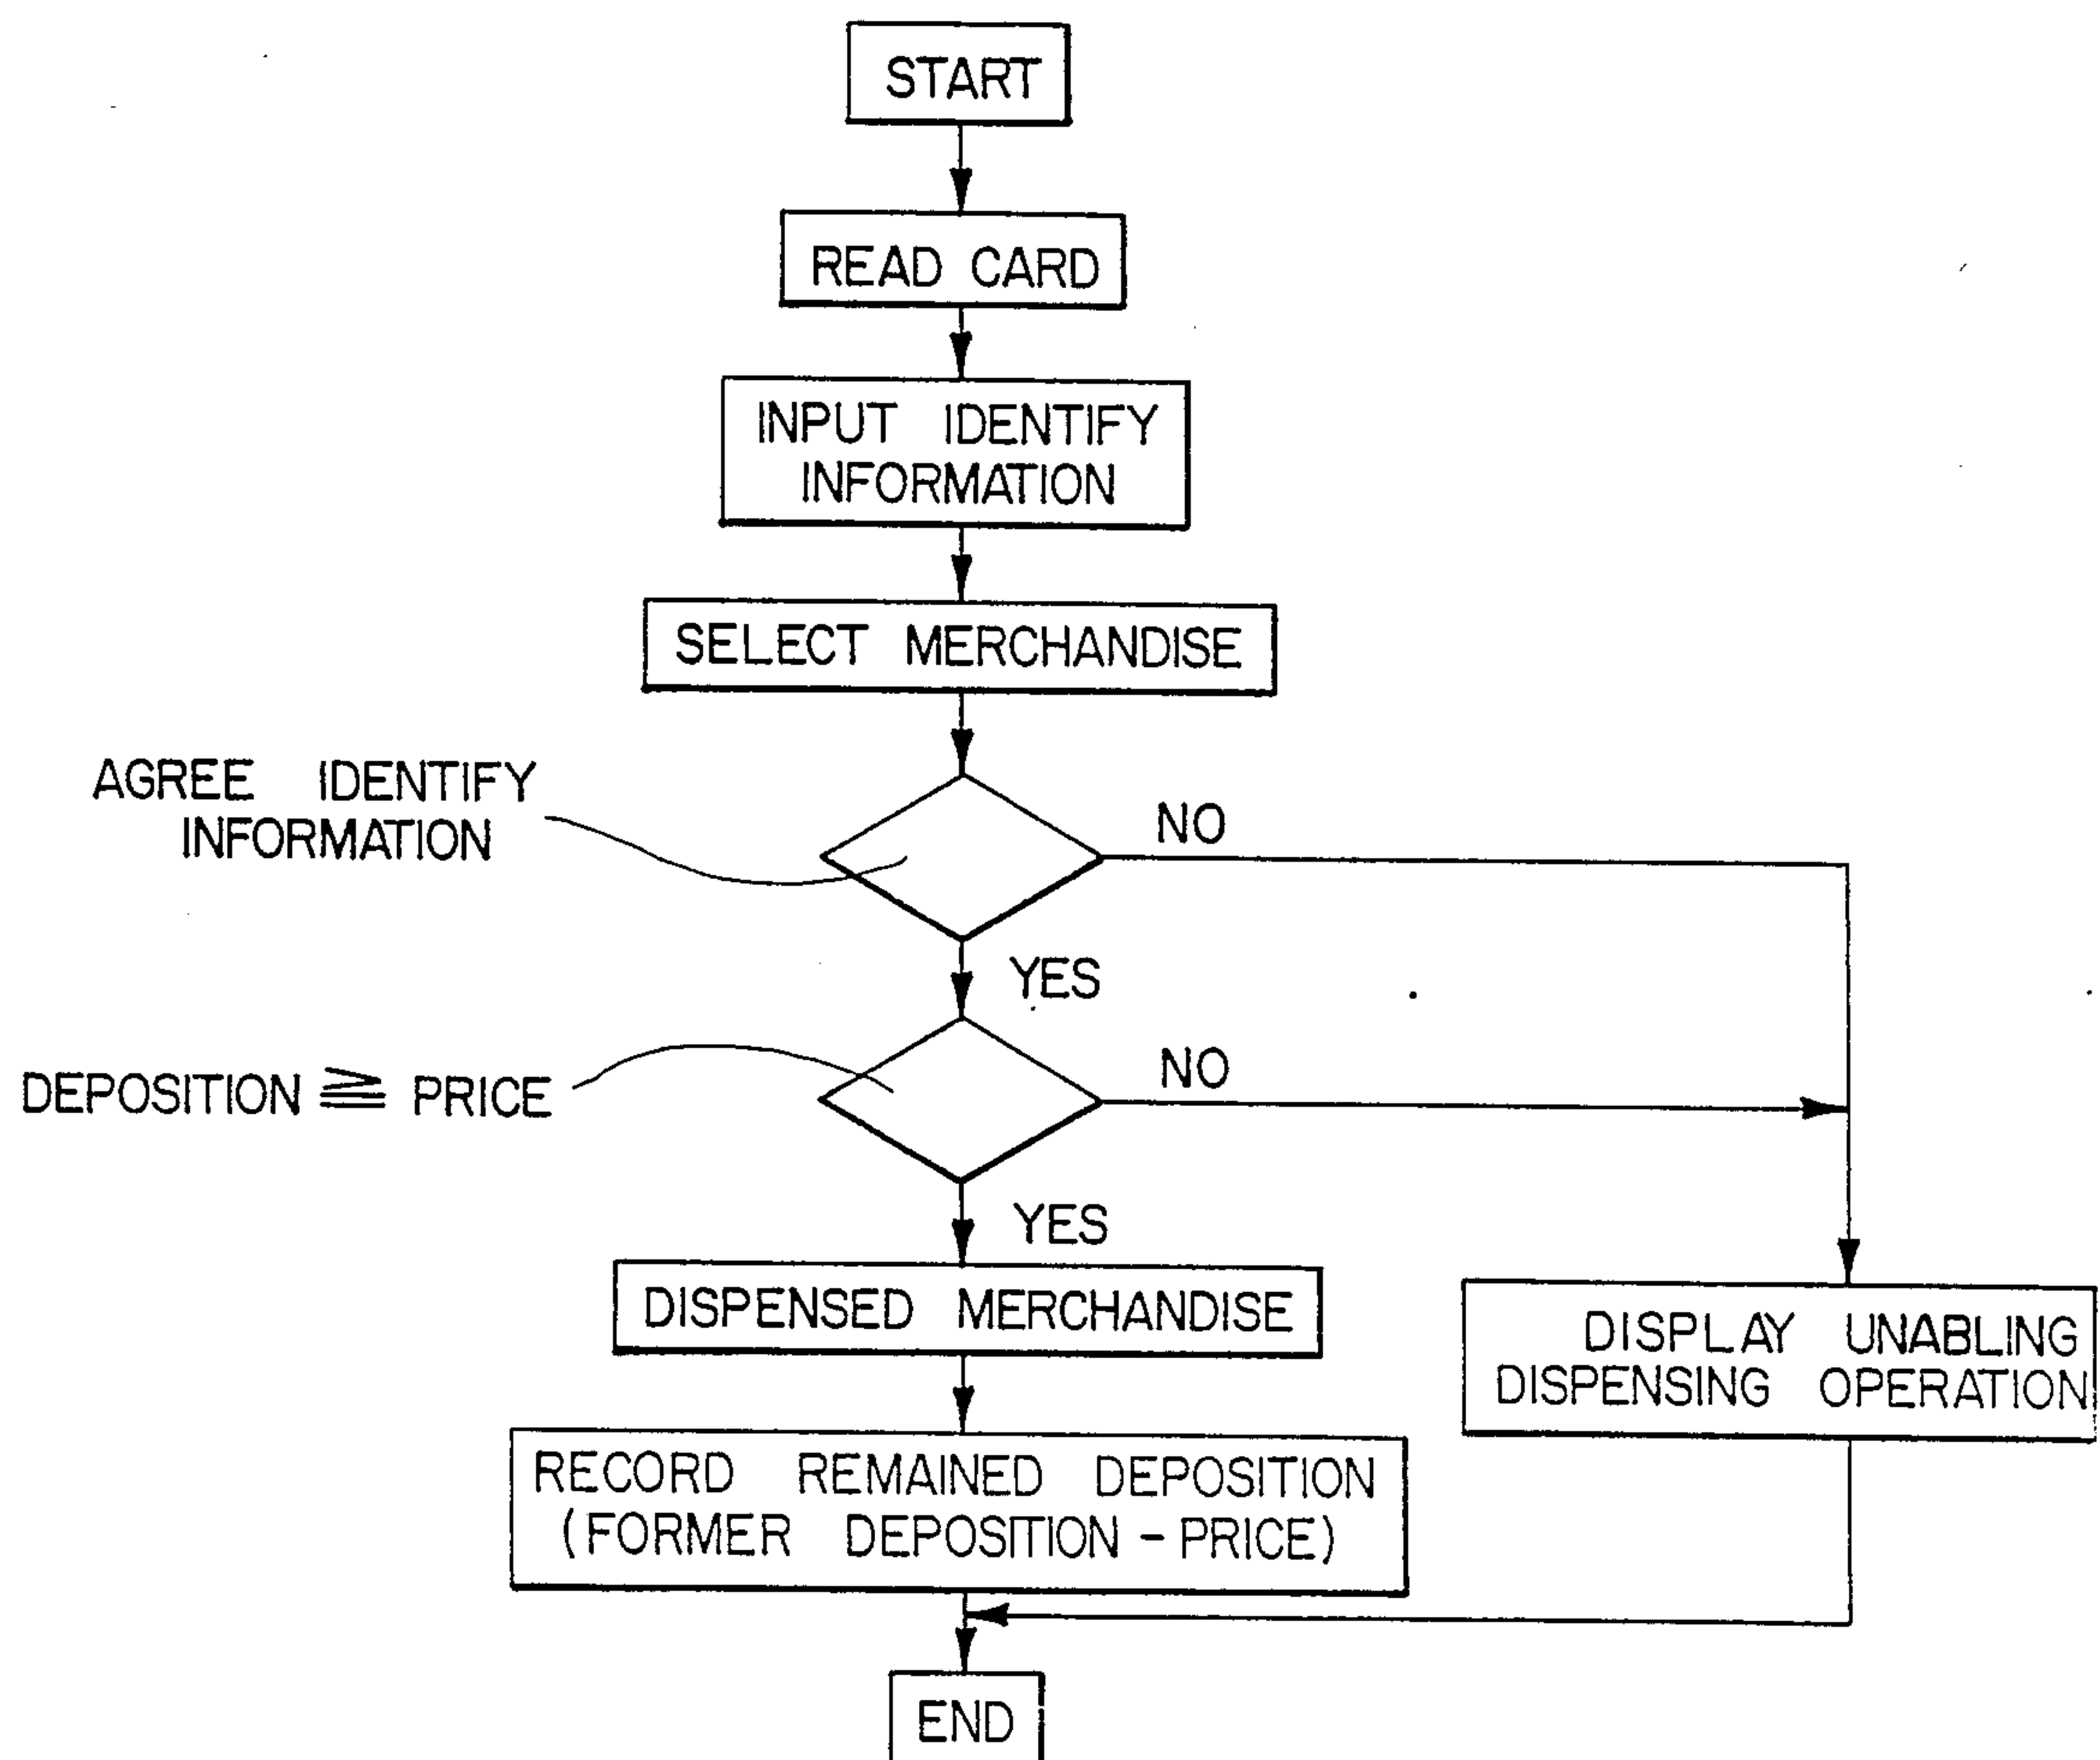 START
READ CARD
INPUT IDENTIFY
INFORMATION
SELECT MERCHANDISE
AGREE IDENTIFY
INFORMATION
NO
YES
DEPOSITION ≧ PRICE
NO
YES
DISPENSED MERCHANDISE
DISPLAY UNABLING
DISPENSING OPERATION
RECORD REMAINED DEPOSITION
(FORMER DEPOSITION - PRICE)
END